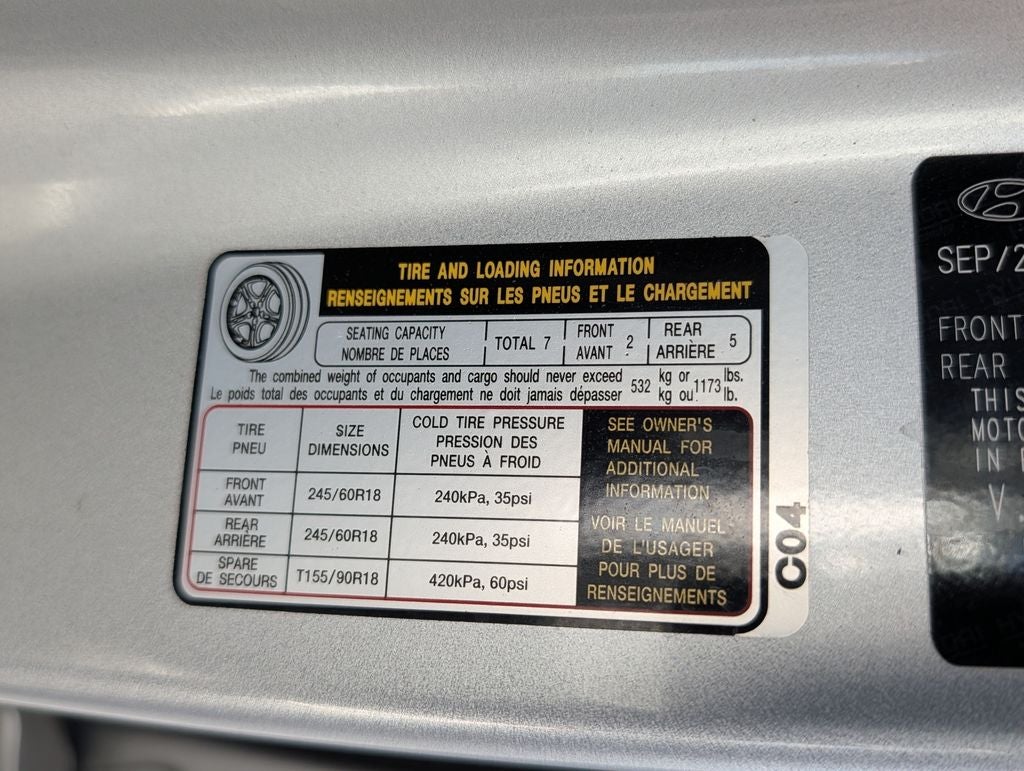 TIRE AND LOADING INFORMATION
RENSEIGNEMENTS SUR LES PNEUS ET LE CHARGEMENT
SEATING CAPACITY
NOMBRE DE PLACES
TOTAL 7
FRONT
AVANT 2
REAR
ARRIÈRE 5
The combined weight of occupants and cargo should never exceed 532 kg or 1173 lbs.
Le poids total des occupants et du chargement ne doit jamais dépasser kg ou lb.
TIRE
PNEU
SIZE
DIMENSIONS
COLD TIRE PRESSURE
PRESSION DES
PNEUS À FROID
FRONT
AVANT
245/60R18
240kPa, 35psi
REAR
ARRIÈRE
245/60R18
240kPa, 35psi
SPARE
DE SECOURS
T155/90R18
420kPa, 60psi
SEE OWNER'S
MANUAL FOR
ADDITIONAL
INFORMATION
VOIR LE MANUEL
DE L'USAGER
POUR PLUS DE
RENSEIGNEMENTS
C04
SEP/2
FRONT
REAR
THIS
MOTO
IN
V.